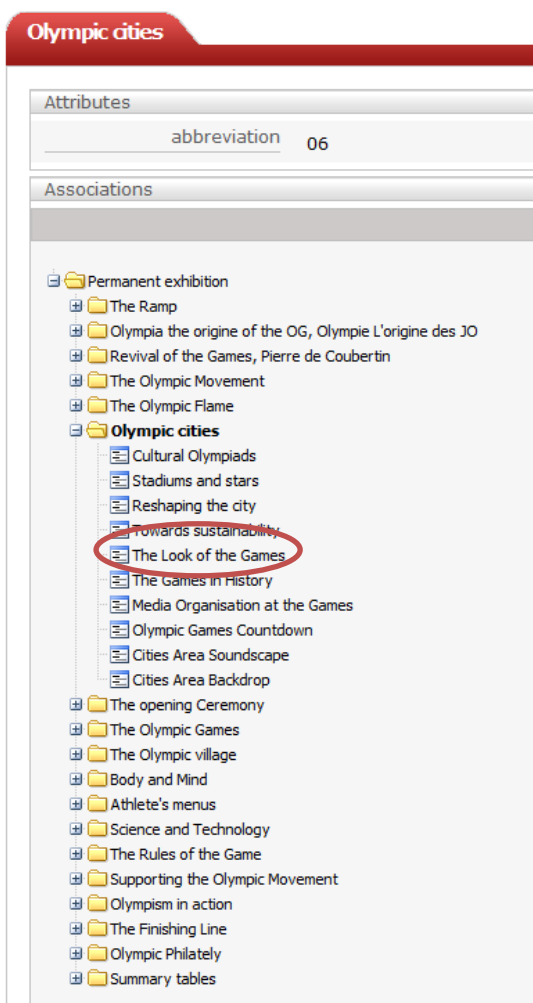 Olympic cities
Attributes
abbreviation 06
Associations
Permanent exhibition
The Ramp
Olympia the origine of the OG, Olympie L'origine des JO
Revival of the Games, Pierre de Coubertin
The Olympic Movement
The Olympic Flame
Olympic cities
Cultural Olympiads
Stadiums and stars
Reshaping the city
Towards sustainability
The Look of the Games
The Games in History
Media Organisation at the Games
Olympic Games Countdown
Cities Area Soundscape
Cities Area Backdrop
The opening Ceremony
The Olympic Games
The Olympic village
Body and Mind
Athlete's menus
Science and Technology
The Rules of the Game
Supporting the Olympic Movement
Olympism in action
The Finishing Line
Olympic Philately
Summary tables